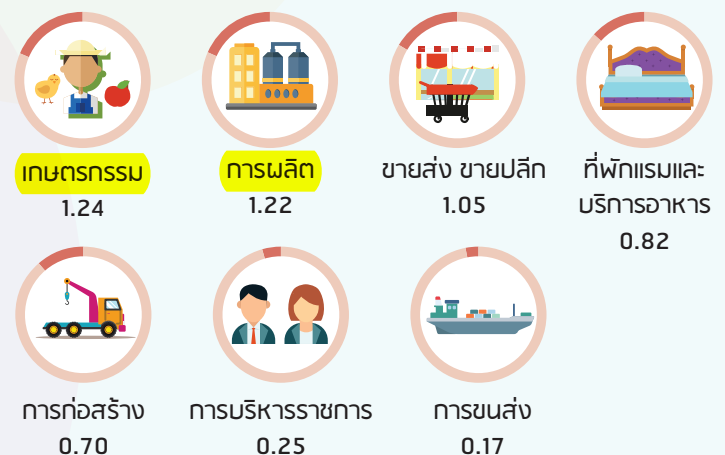 เกษตรกรรม
1.24
การผลิต
1.22
ขายส่ง ขายปลีก
1.05
ที่พักแรมและ
บริการอาหาร
0.82
การก่อสร้าง
0.70
การบริหารราชการ
0.25
การขนส่ง
0.17